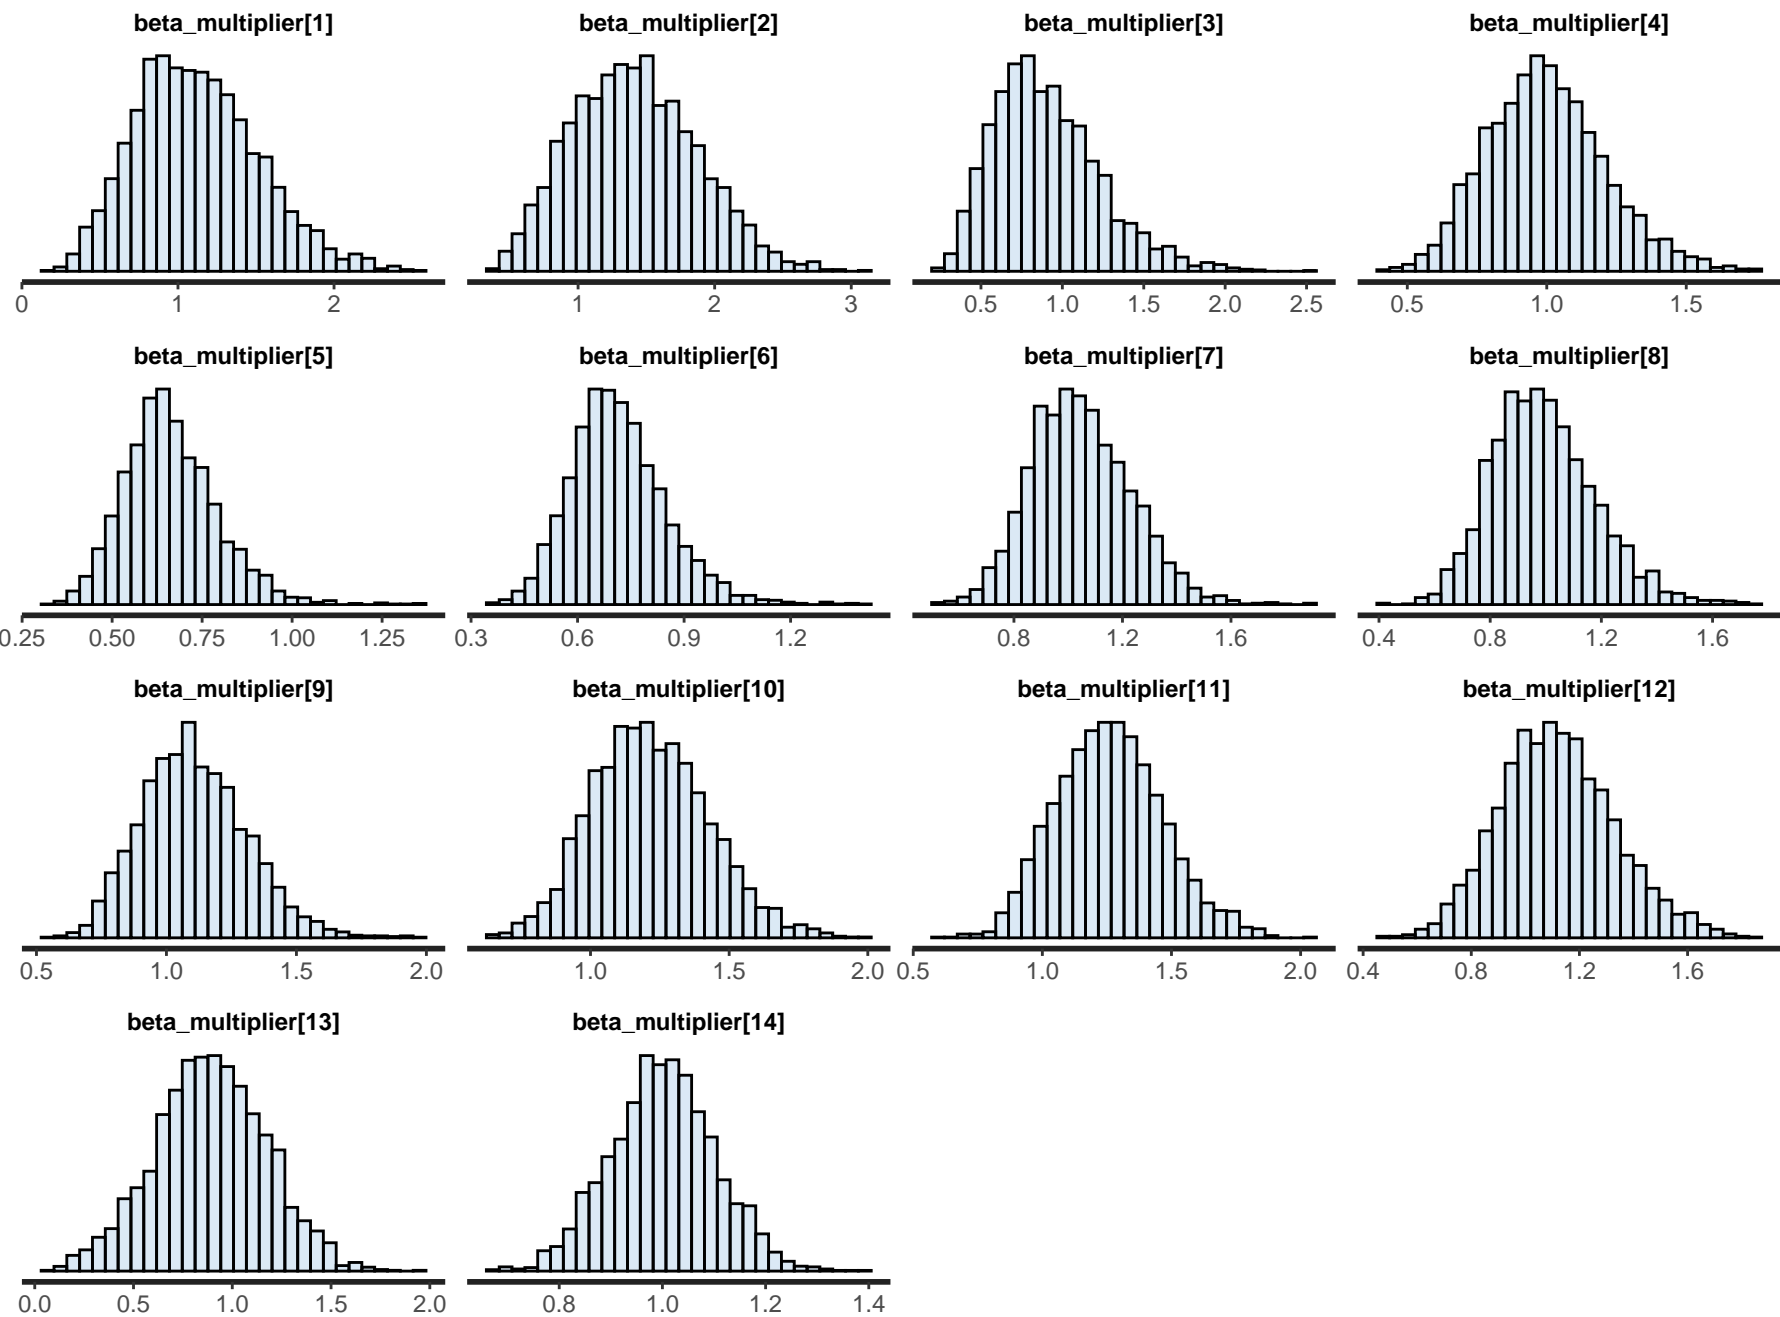 beta_multiplier[1] beta_multiplier[2] beta_multiplier[3] beta_multiplier[4]
0 1 2 1 2 3 0.5 1.0 1.5 2.0 2.5 0.5 1.0 1.5
beta_multiplier[5] beta_multiplier[6] beta_multiplier[7] beta_multiplier[8]
0.25 0.50 0.75 1.00 1.25 0.3 0.6 0.9 1.2 0.8 1.2 1.6 0.4 0.8 1.2 1.6
beta_multiplier[9] beta_multiplier[10] beta_multiplier[11] beta_multiplier[12]
0.5 1.0 1.5 2.0 1.0 1.5 2.0 0.5 1.0 1.5 2.0 0.4 0.8 1.2 1.6
beta_multiplier[13] beta_multiplier[14]
0.0 0.5 1.0 1.5 2.0 0.8 1.0 1.2 1.4